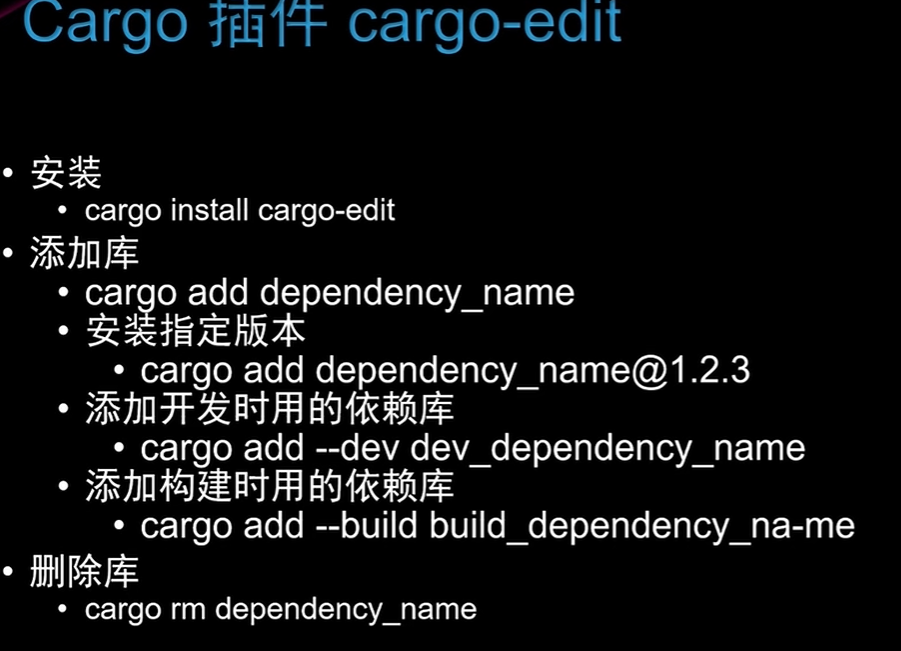 Cargo 插件 cargo-edit
• 安装
• cargo install cargo-edit
• 添加库
• cargo add dependency_name
• 安装指定版本
• cargo add dependency_name@1.2.3
• 添加开发时用的依赖库
• cargo add --dev dev_dependency_name
• 添加构建时用的依赖库
• cargo add --build build_dependency_na-me
• 删除库
• cargo rm dependency_name